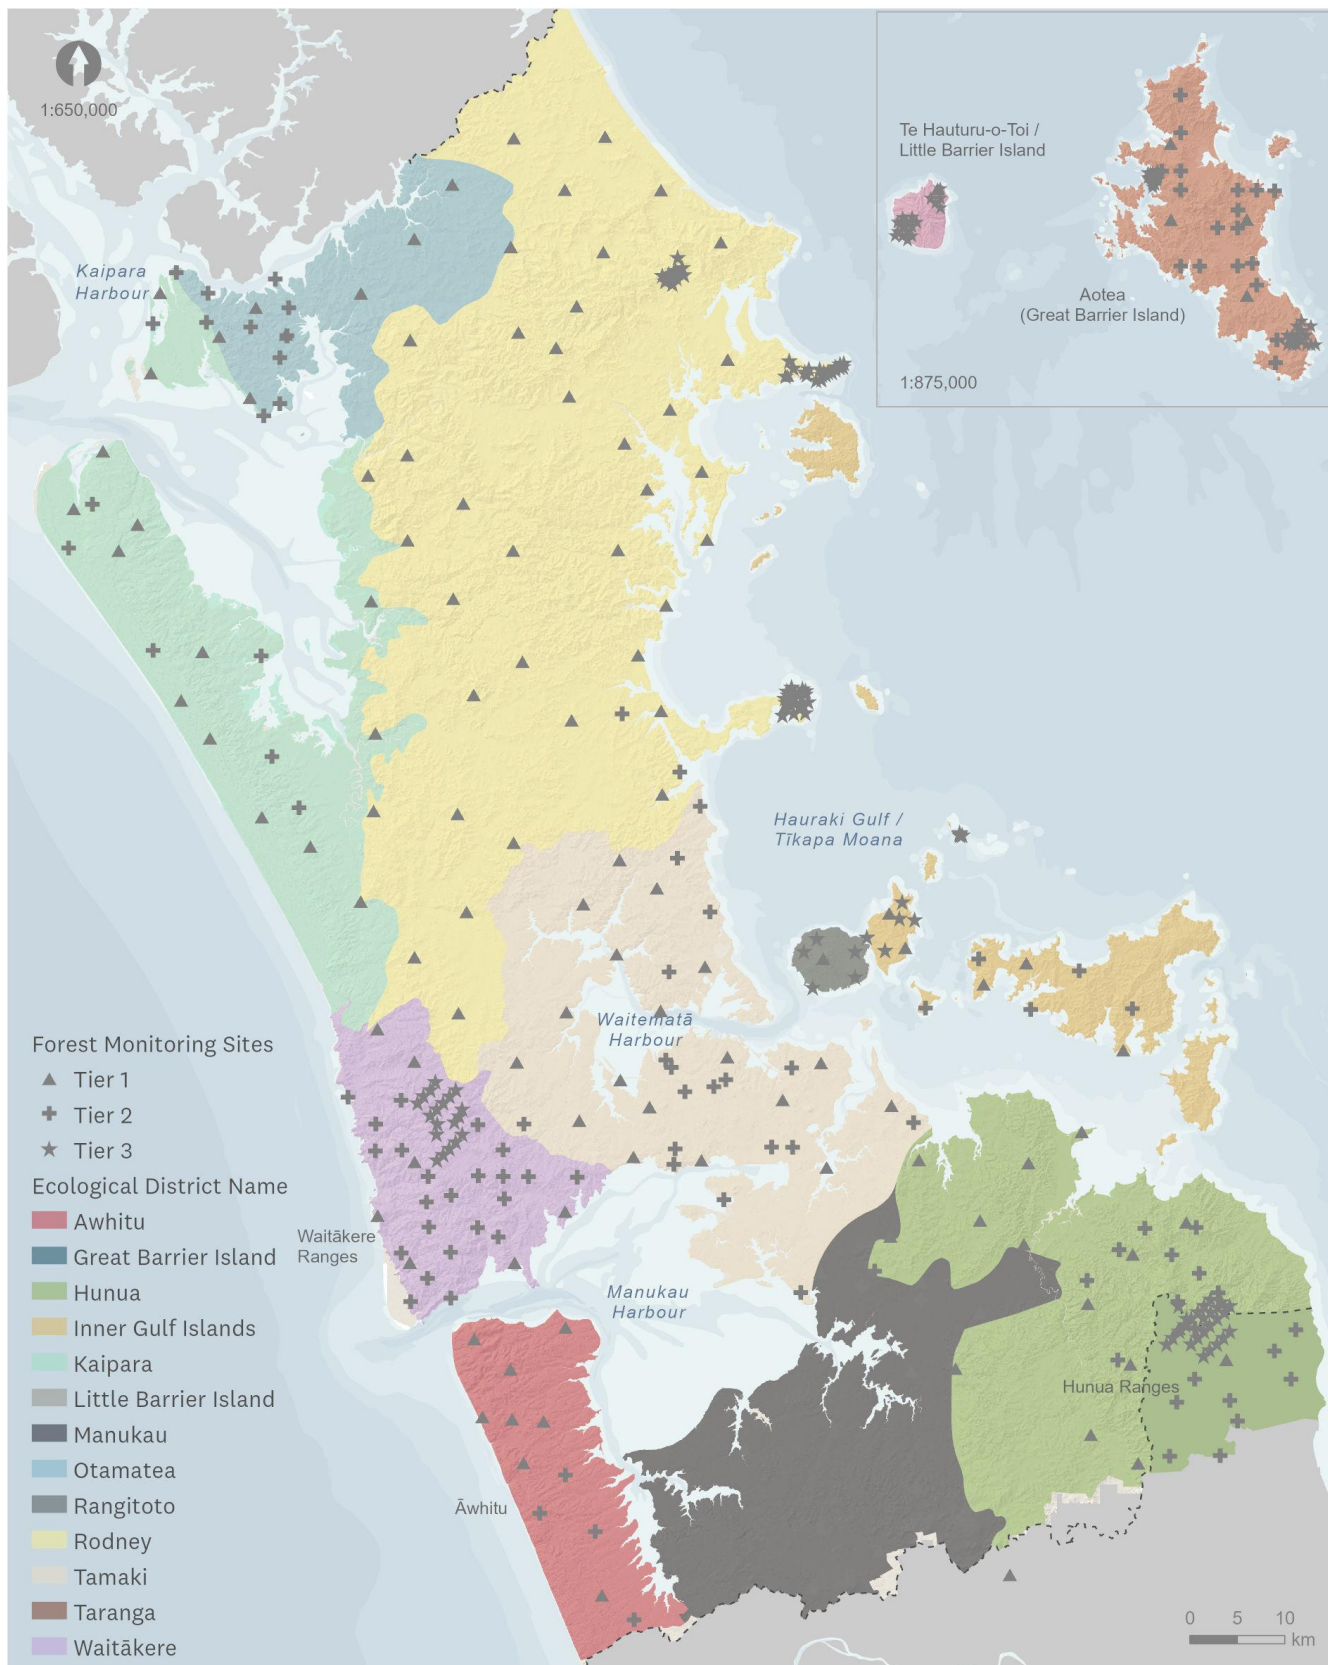 1:650,000
Te Hauturu-o-Toi /
Little Barrier Island
Aotea
(Great Barrier Island)
1:875,000
Kaipara
Harbour
Hauraki Gulf /
Tīkapa Moana
Waitematā
Harbour
Waitākere
Ranges
Manukau
Harbour
Hunua Ranges
Āwhitu
Forest Monitoring Sites
Tier 1
Tier 2
Tier 3
Ecological District Name
Awhitu
Great Barrier Island
Hunua
Inner Gulf Islands
Kaipara
Little Barrier Island
Manukau
Otamatea
Rangitoto
Rodney
Tamaki
Taranga
Waitākere
0 5 10
km